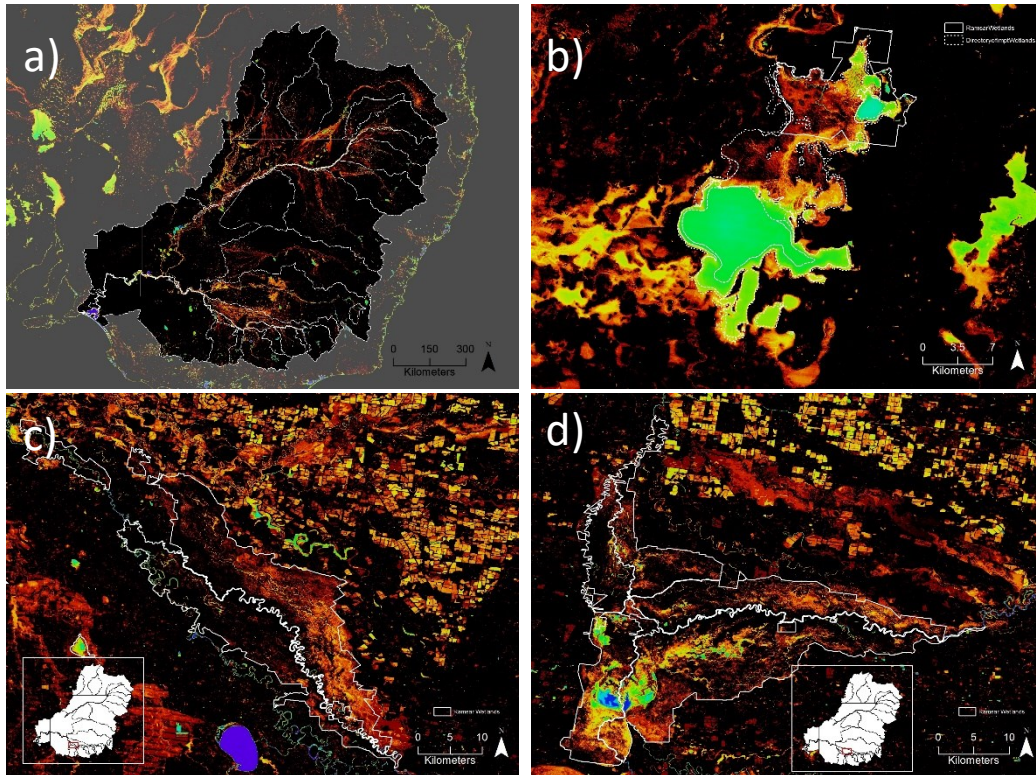 a)
N
0 150 300
Kilometers
b)
RamsarWetlands
DirectoryofImptWetlands
N
0 3.5 7
Kilometers
c)
Ramsar Wetlands
N
0 5 10
Kilometers
d)
Ramsar Wetlands
N
0 5 10
Kilometers